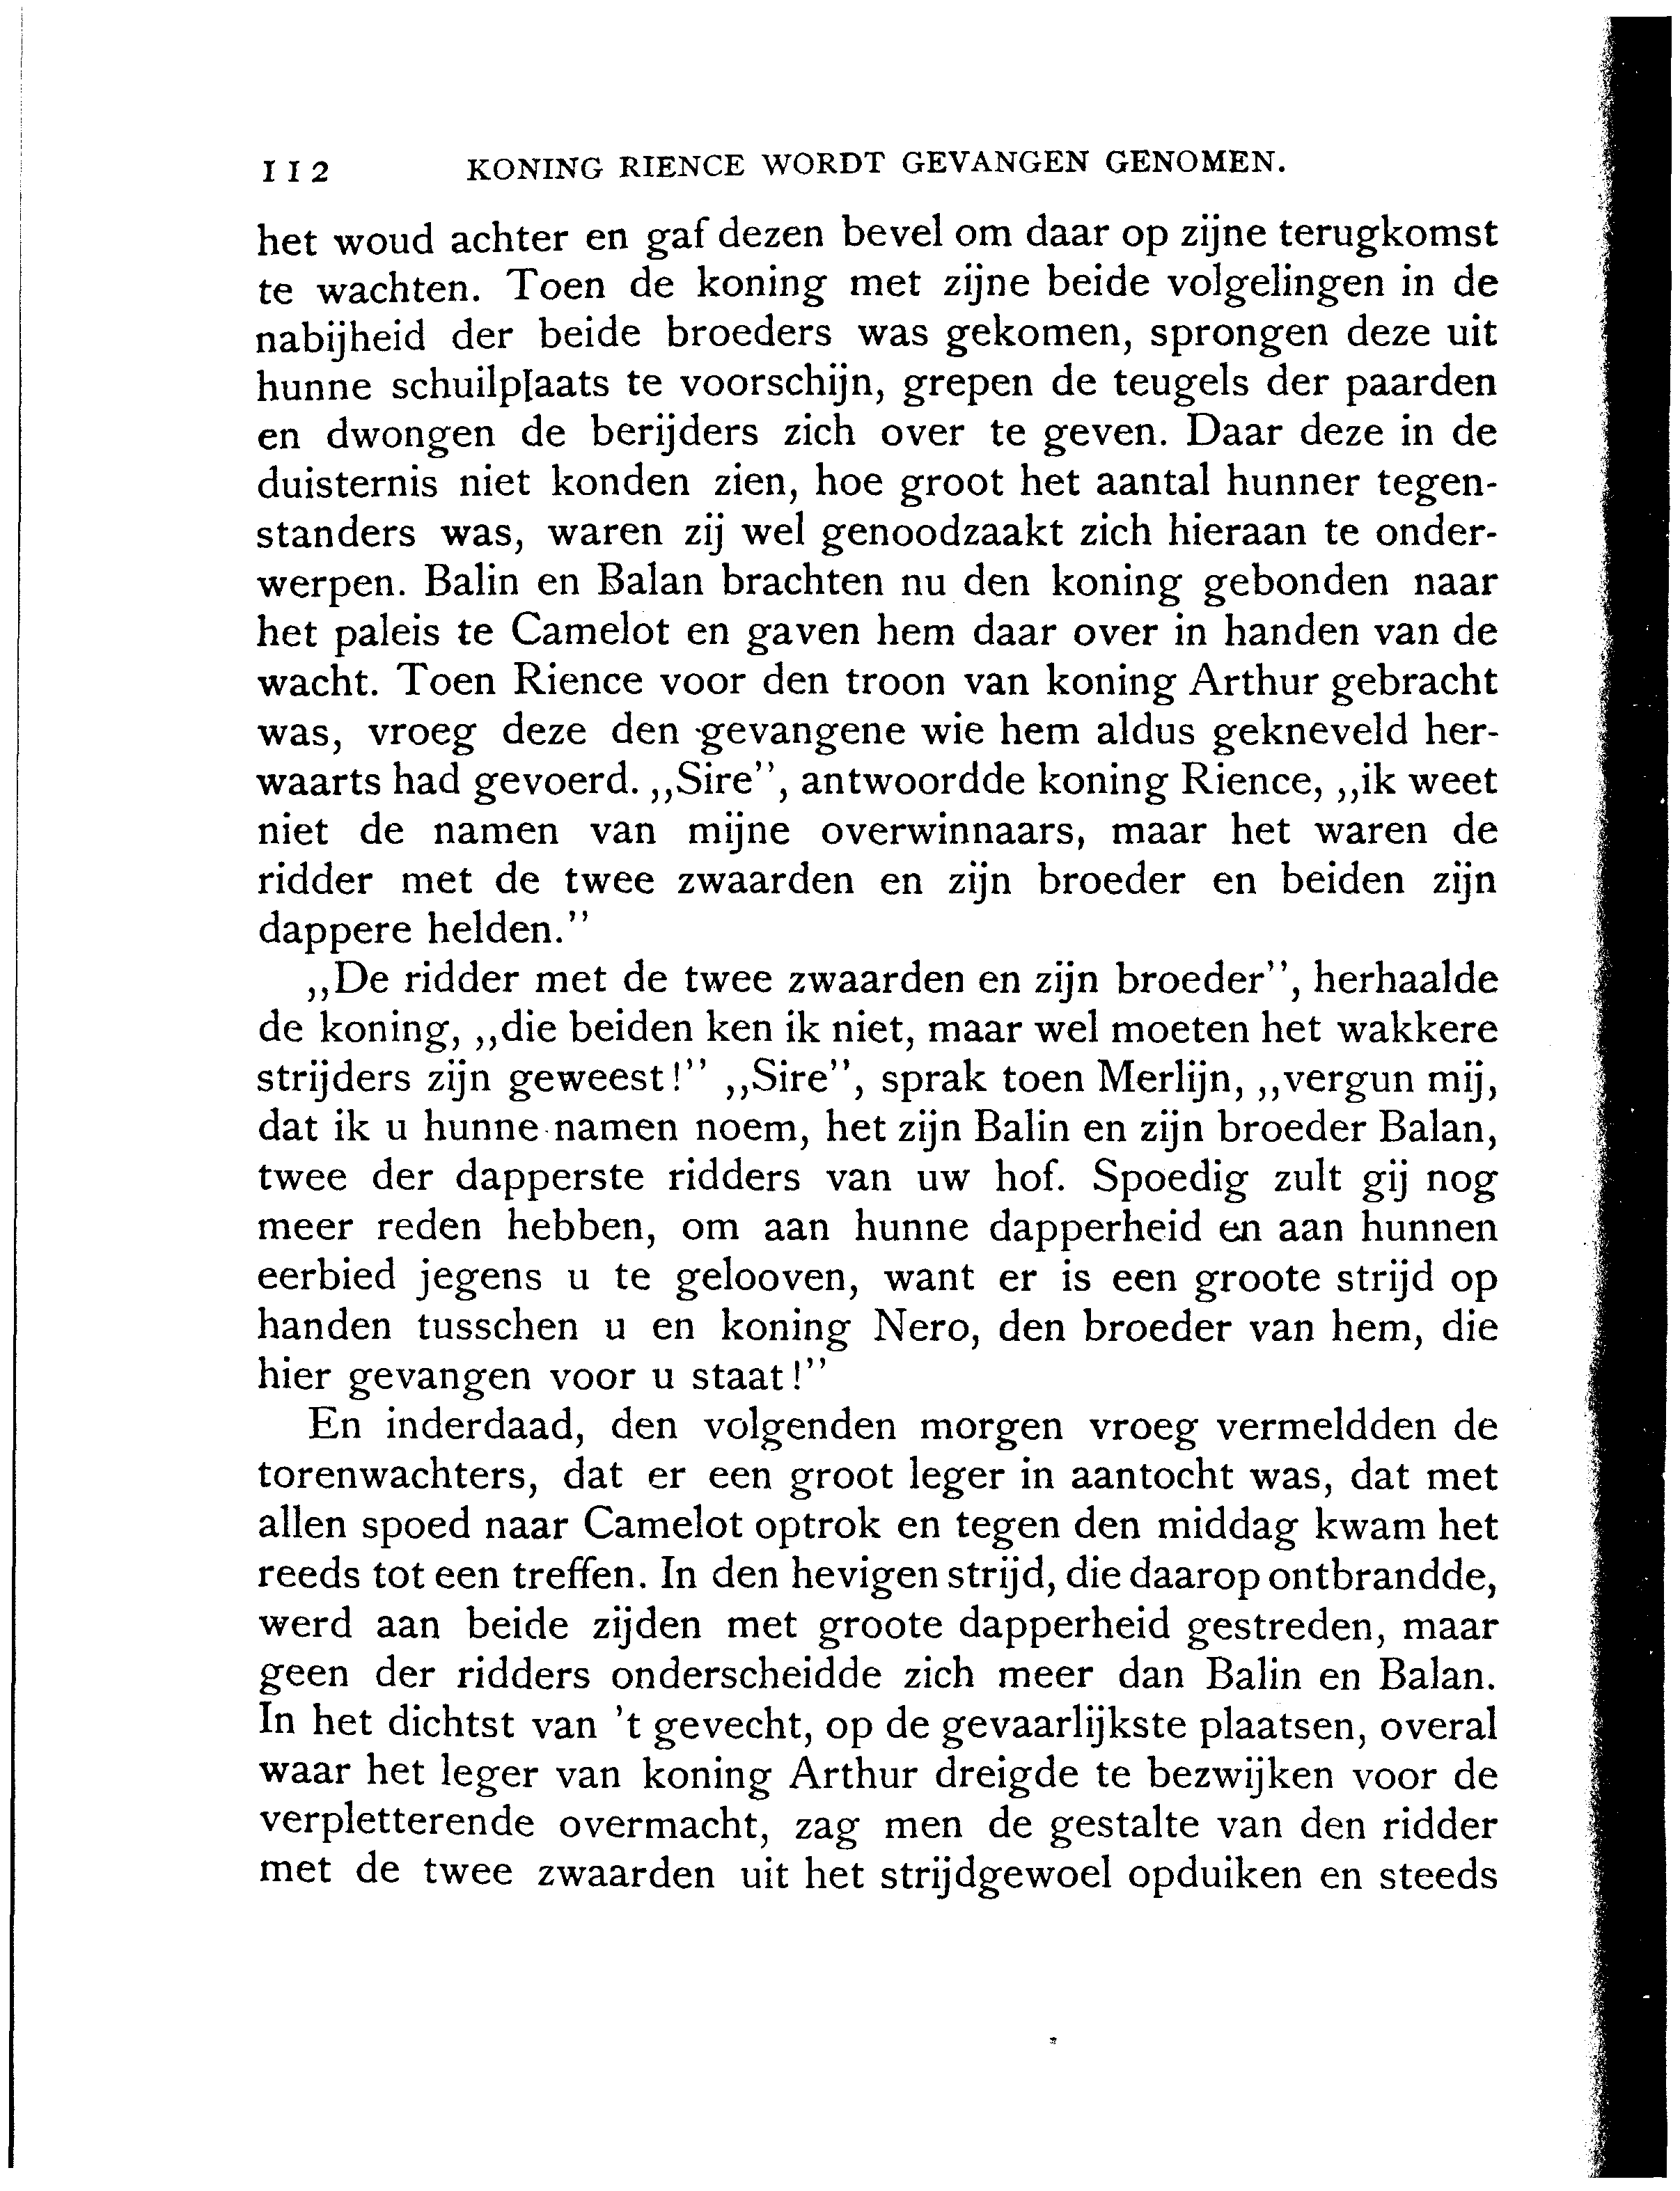 112 KONING RIENCE WORDT GEVANGEN GENOMEN.
het woud achter en gaf dezen bevel om daar op zijne terugkomst
te wachten. Toen de koning met zijne beide volgelingen in de
nabijheid der beide broeders was gekomen, sprongen deze uit
hunne schuilplaats te voorschijn, grepen de teugels der paarden
en dwongen de berijders zich over te geven. Daar deze in de
duisternis niet konden zien, hoe groot het aantal hunner tegen-
standers was, waren zij wel genoodzaakt zich hieraan te onder-
werpen. Balin en Balan brachten nu den koning gebonden naar
het paleis te Camelot en gaven hem daar over in handen van de
wacht. Toen Rience voor den troon van koning Arthur gebracht
was, vroeg deze den gevangene wie hem aldus gekneveld her-
waarts had gevoerd. ,,Sire'', antwoordde koning Rience, ,,ik weet
niet de namen van mijne overwinnaars, maar het waren de
ridder met de twee zwaarden en zijn broeder en beiden zijn
dappere helden.''
,,De ridder met de twee zwaarden en zijn broeder'', herhaalde
de koning, ,,die beiden ken ik niet, maar wel moeten het wakkere
strijders zijn geweest!'' ,,Sire'', sprak toen Merlijn, ,,vergun mij,
dat ik u hunne namen noem, het zijn Balin en zijn broeder Balan,
twee der dapperste ridders van uw hof. Spoedig zult gij nog
meer reden hebben, om aan hunne dapperheid en aan hunnen
eerbied jegens u te gelooven, want er is een groote strijd op
handen tusschen u en koning Nero, den broeder van hem, die
hier gevangen voor u staat!''
En inderdaad, den volgenden morgen vroeg vermeldden de
torenwachters, dat er een groot leger in aantocht was, dat met
allen spoed naar Camelot optrok en tegen den middag kwam het
reeds tot een treffen. In den hevigen strijd, die daarop ontbrandde,
werd aan beide zijden met groote dapperheid gestreden, maar
geen der ridders onderscheidde zich meer dan Balin en Balan.
In het dichtst van 't gevecht, op de gevaarlijkste plaatsen, overal
waar het leger van koning Arthur dreigde te bezwijken voor de
verpletterende overmacht, zag men de gestalte van den ridder
met de twee zwaarden uit het strijdgewoel opduiken en steeds